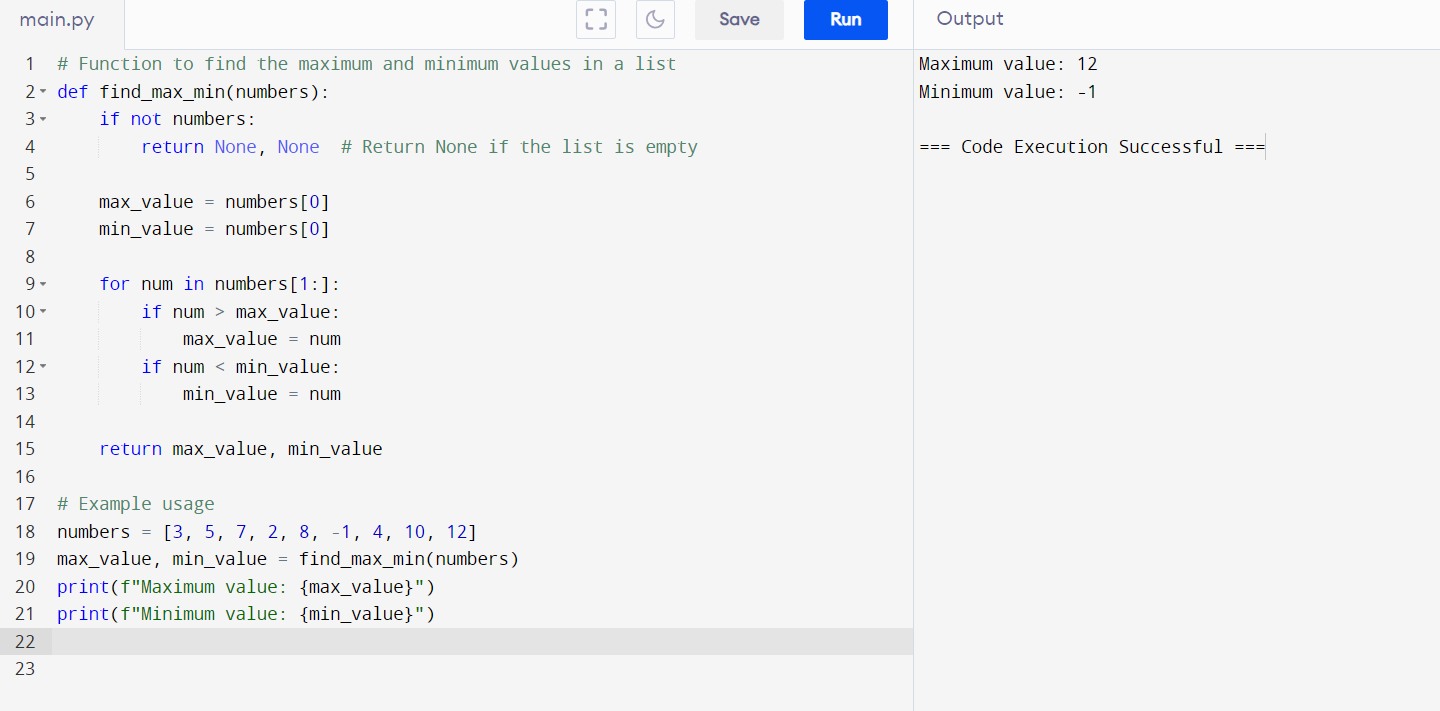 main.py
Save
Run
Output
1 # Function to find the maximum and minimum values in a list
2 def find_max_min(numbers):
3     if not numbers:
4         return None, None  # Return None if the list is empty
5
6     max_value = numbers[0]
7     min_value = numbers[0]
8
9     for num in numbers[1:]:
10         if num > max_value:
11             max_value = num
12         if num < min_value:
13             min_value = num
14
15     return max_value, min_value
16
17 # Example usage
18 numbers = [3, 5, 7, 2, 8, -1, 4, 10, 12]
19 max_value, min_value = find_max_min(numbers)
20 print(f"Maximum value: {max_value}")
21 print(f"Minimum value: {min_value}")
22
23
Maximum value: 12
Minimum value: -1
=== Code Execution Successful ===